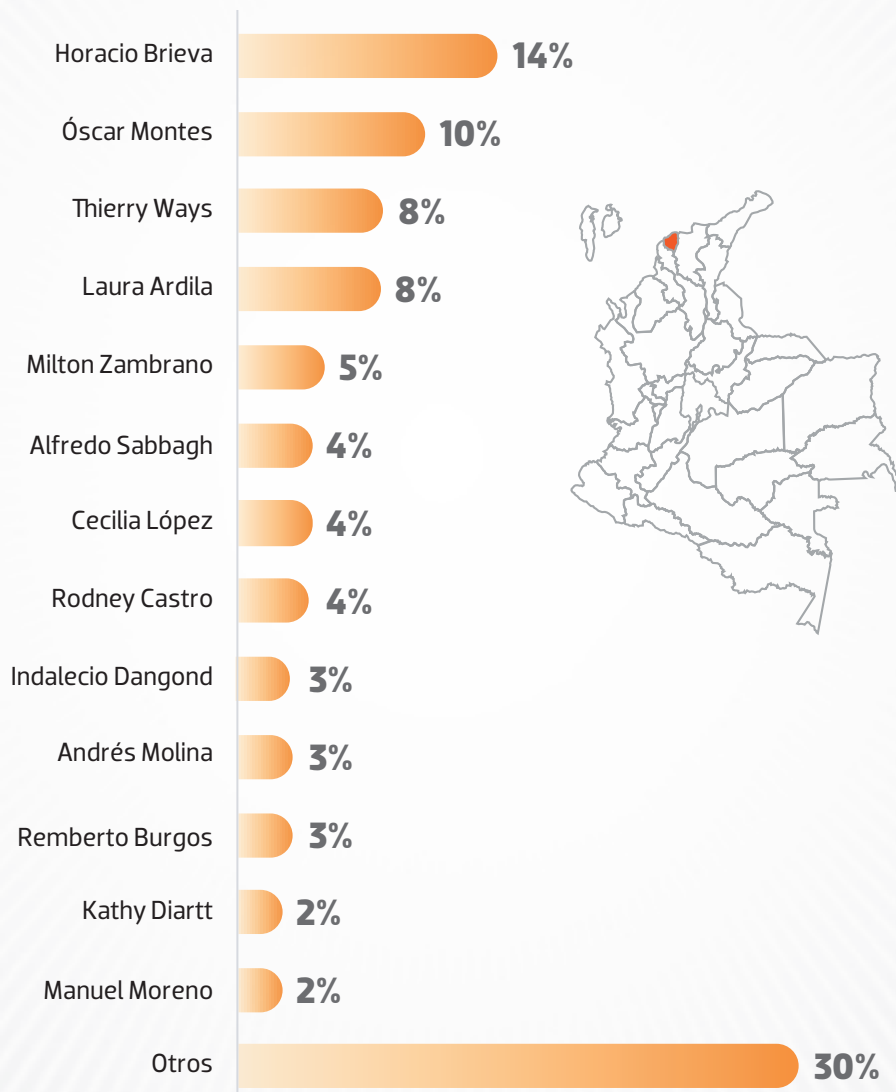 Horacio Brieva 14%
Óscar Montes 10%
Thierry Ways 8%
Laura Ardila 8%
Milton Zambrano 5%
Alfredo Sabbagh 4%
Cecilia López 4%
Rodney Castro 4%
Indalecio Dangond 3%
Andrés Molina 3%
Remberto Burgos 3%
Kathy Diartt 2%
Manuel Moreno 2%
Otros 30%